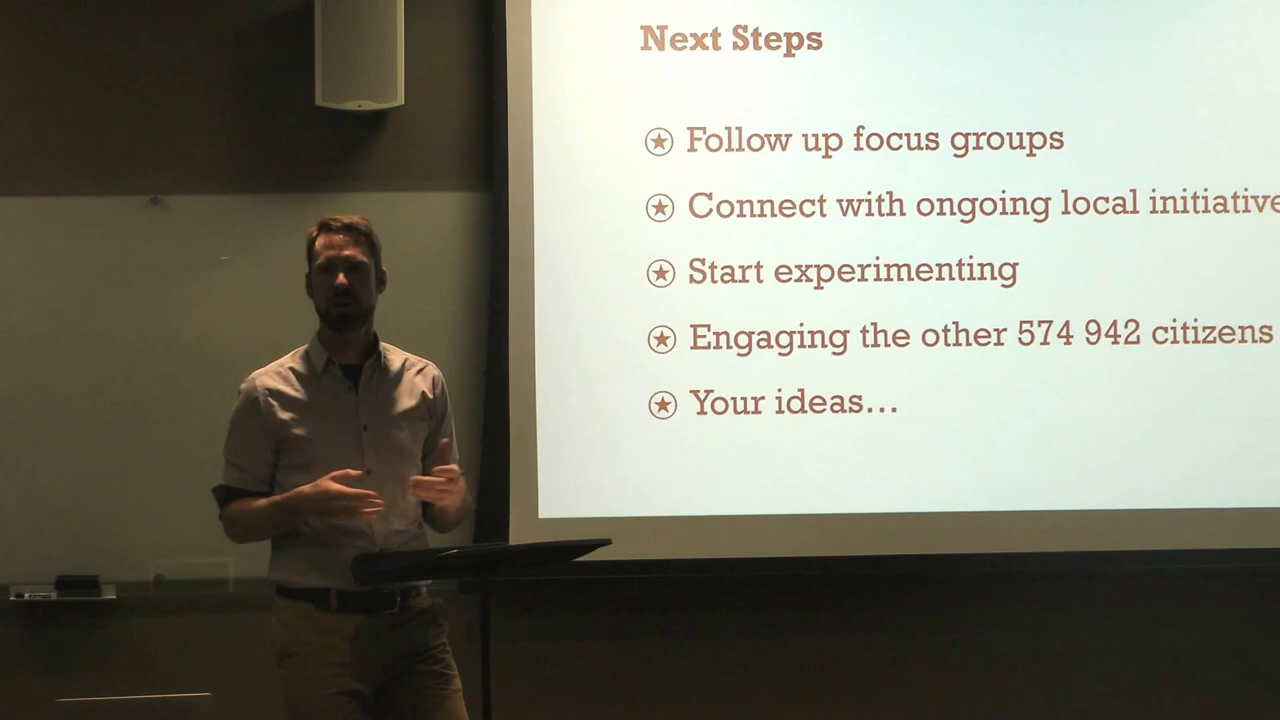 Next Steps
Follow up focus groups
Connect with ongoing local initiative
Start experimenting
Engaging the other 574 942 citizens
Your ideas...